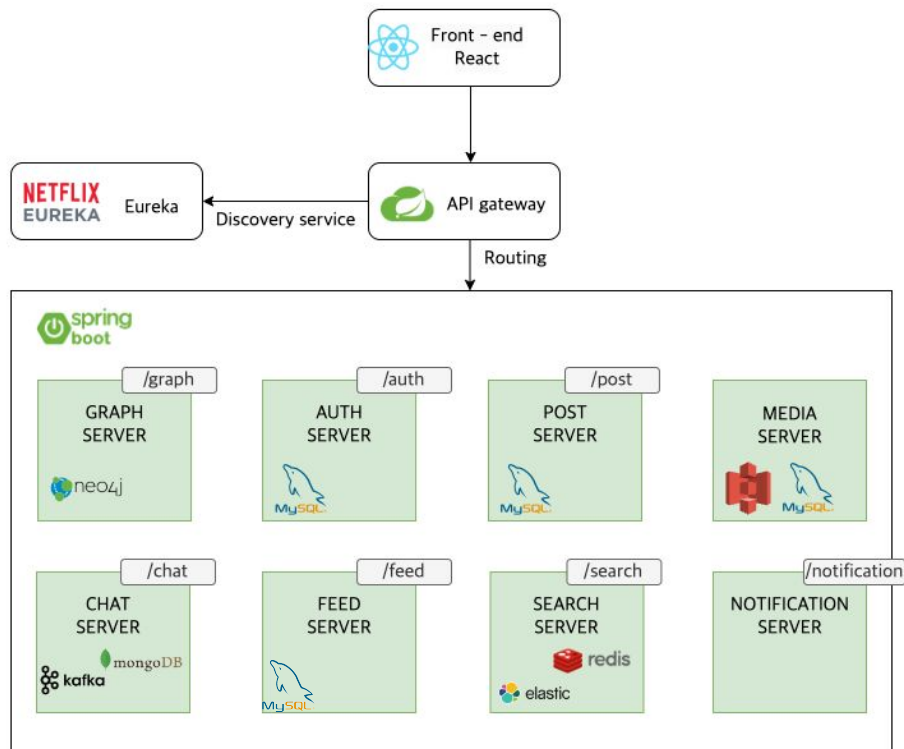 Front - end
React
NETFLIX
EUREKA
Eureka
Discovery service
API gateway
Routing
spring
boot
/graph
GRAPH
SERVER
neo4j
/auth
AUTH
SERVER
MySQL
/post
POST
SERVER
MySQL
MEDIA
SERVER
MySQL
/chat
CHAT
SERVER
mongoDB
kafka
/feed
FEED
SERVER
MySQL
/search
SEARCH
SERVER
redis
elastic
/notification
NOTIFICATION
SERVER